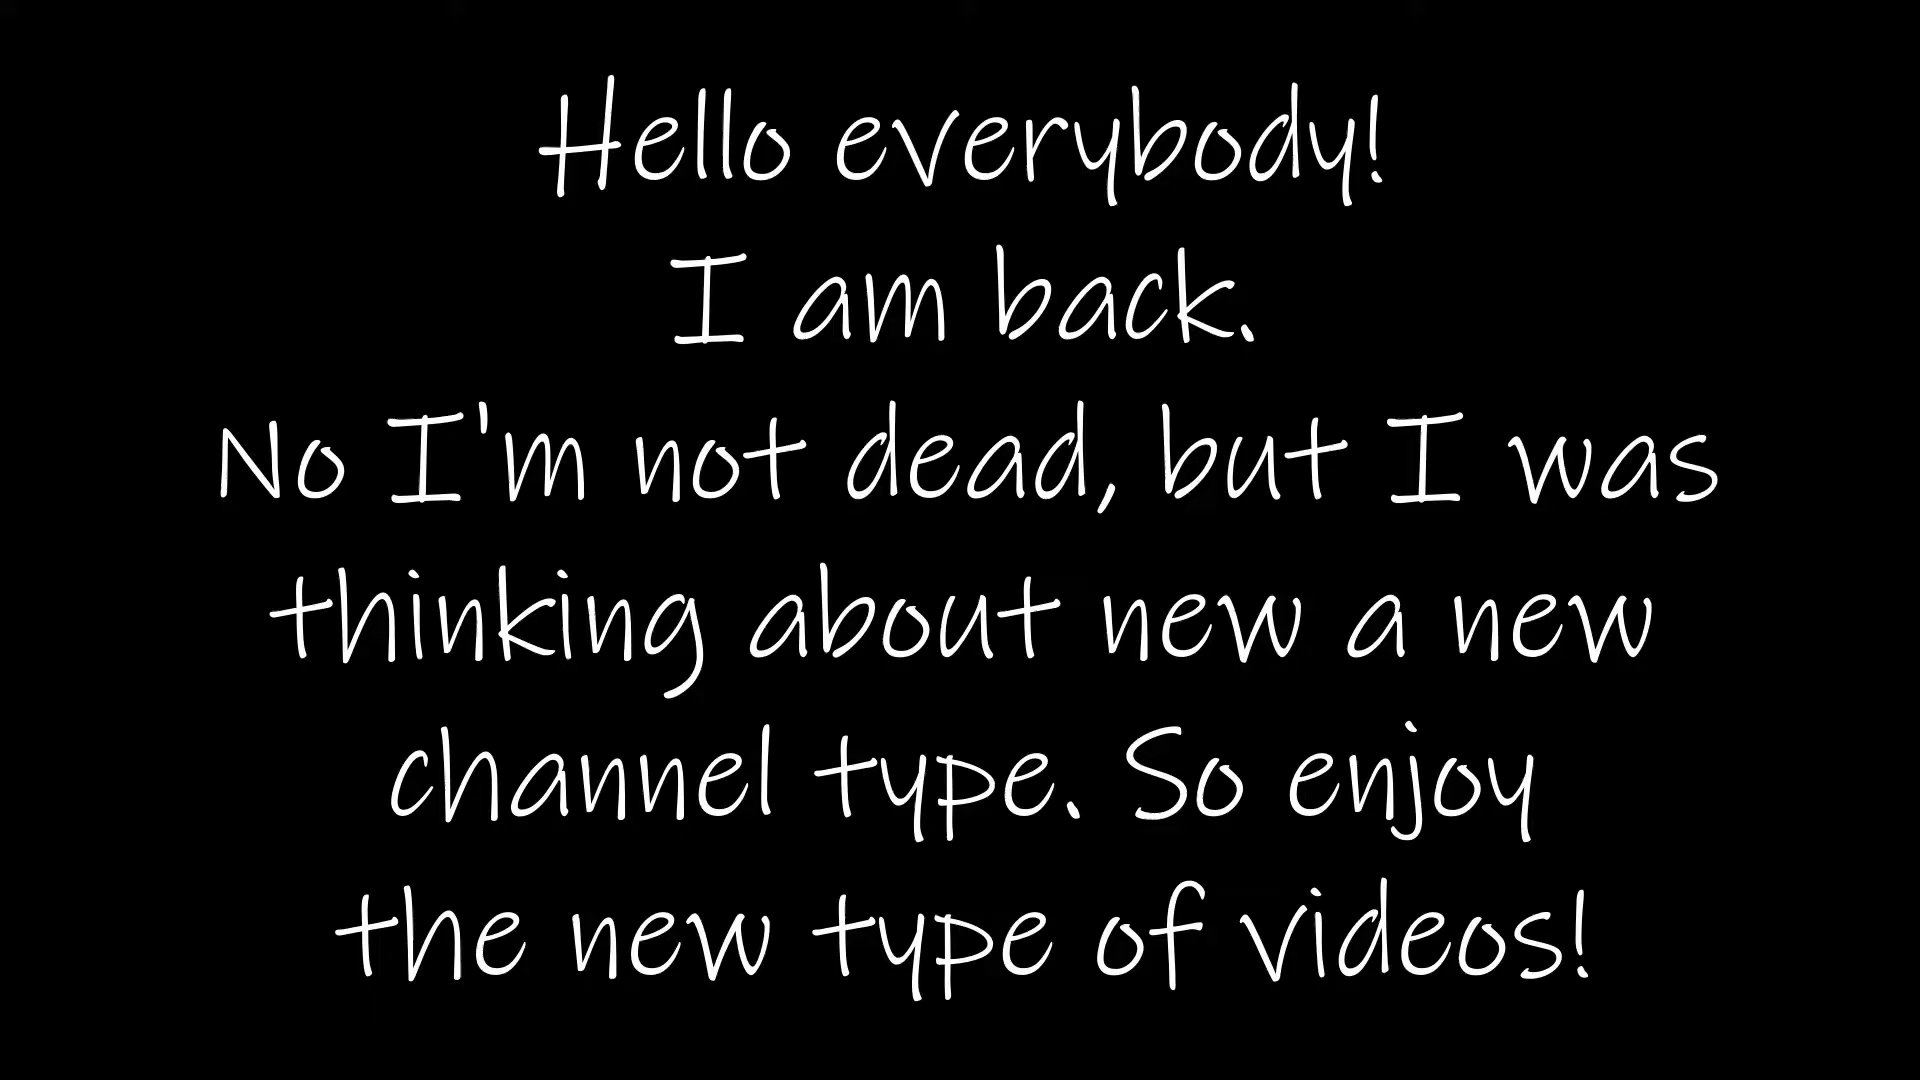 Hello everybody!
I am back.
No I'm not dead, but I was
thinking about new a new
channel type. So enjoy
the new type of videos!